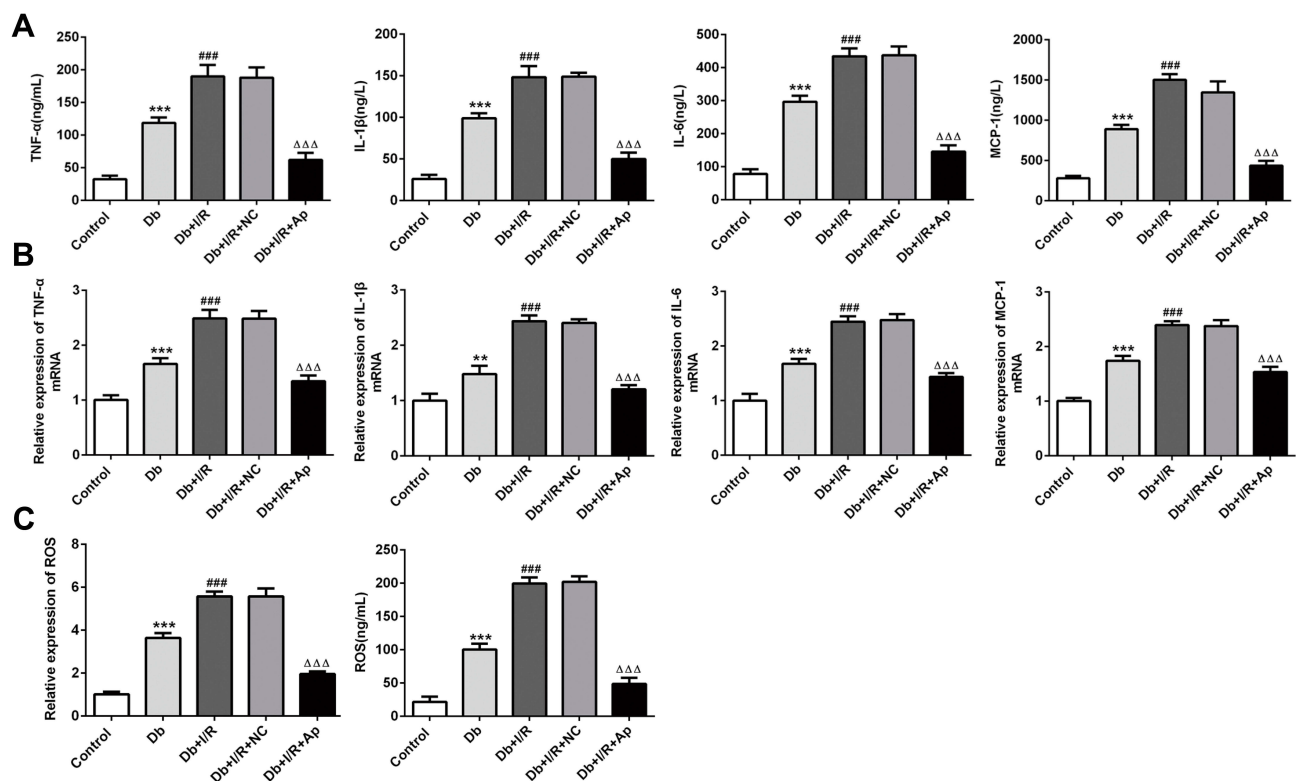 A
TNF-α(ng/mL)
250
200
150
100
50
0
***
###
ΔΔΔ
Control
Db
Db+I/R
Db+I/R+NC
Db+I/R+Ap
IL-1β(ng/L)
200
150
100
50
0
***
###
ΔΔΔ
Control
Db
Db+I/R
Db+I/R+NC
Db+I/R+Ap
IL-6(ng/L)
500
400
300
200
100
0
***
###
ΔΔΔ
Control
Db
Db+I/R
Db+I/R+NC
Db+I/R+Ap
MCP-1(ng/L)
2000
1500
1000
500
0
***
###
ΔΔΔ
Control
Db
Db+I/R
Db+I/R+NC
Db+I/R+Ap
B
Relative expression of TNF-α
mRNA
3
2
1
0
***
###
ΔΔΔ
Control
Db
Db+I/R
Db+I/R+NC
Db+I/R+Ap
Relative expression of IL-1β
mRNA
3
2
1
0
**
###
ΔΔΔ
Control
Db
Db+I/R
Db+I/R+NC
Db+I/R+Ap
Relative expression of IL-6
mRNA
3
2
1
0
***
###
ΔΔΔ
Control
Db
Db+I/R
Db+I/R+NC
Db+I/R+Ap
Relative expression of MCP-1
mRNA
3
2
1
0
***
###
ΔΔΔ
Control
Db
Db+I/R
Db+I/R+NC
Db+I/R+Ap
C
Relative expression of ROS
8
6
4
2
0
***
###
ΔΔΔ
Control
Db
Db+I/R
Db+I/R+NC
Db+I/R+Ap
ROS(ng/mL)
250
200
150
100
50
0
***
###
ΔΔΔ
Control
Db
Db+I/R
Db+I/R+NC
Db+I/R+Ap